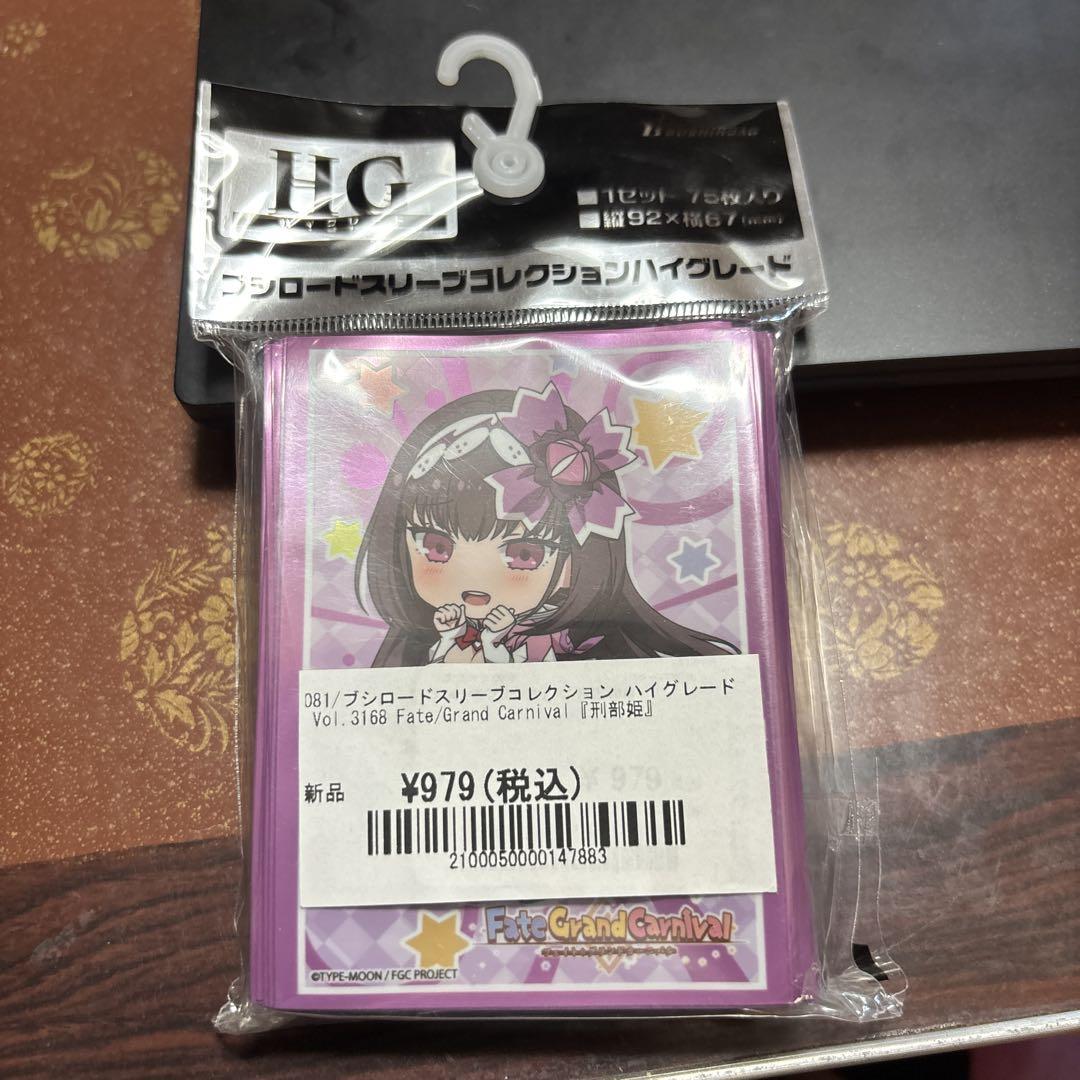 HG
BUSHIROAD
■1セット 75枚入り
■縦92×横67(mm)
ブシロードスリーブコレクションハイグレード
081/ブシロードスリーブコレクション ハイグレード
Vol.3168 Fate/Grand Carnival『刑部姫』
新品 ¥979(税込)
2100050000147883
Fate Grand Carnival
©TYPE-MOON / FGC PROJECT